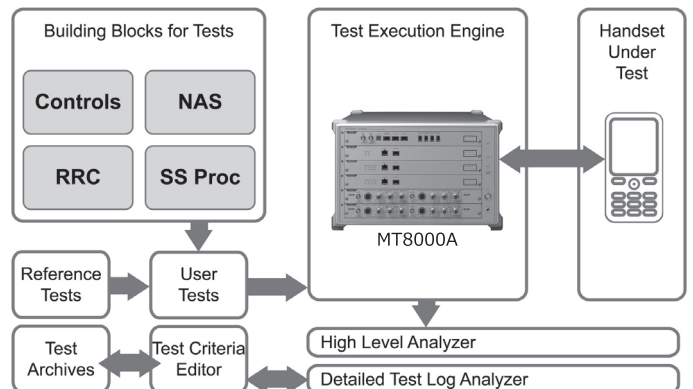 Building Blocks for Tests
Controls
NAS
RRC
SS Proc
Test Execution Engine
MT8000A
Handset
Under
Test
Reference
Tests
User
Tests
Test
Archives
Test Criteria
Editor
High Level Analyzer
Detailed Test Log Analyzer